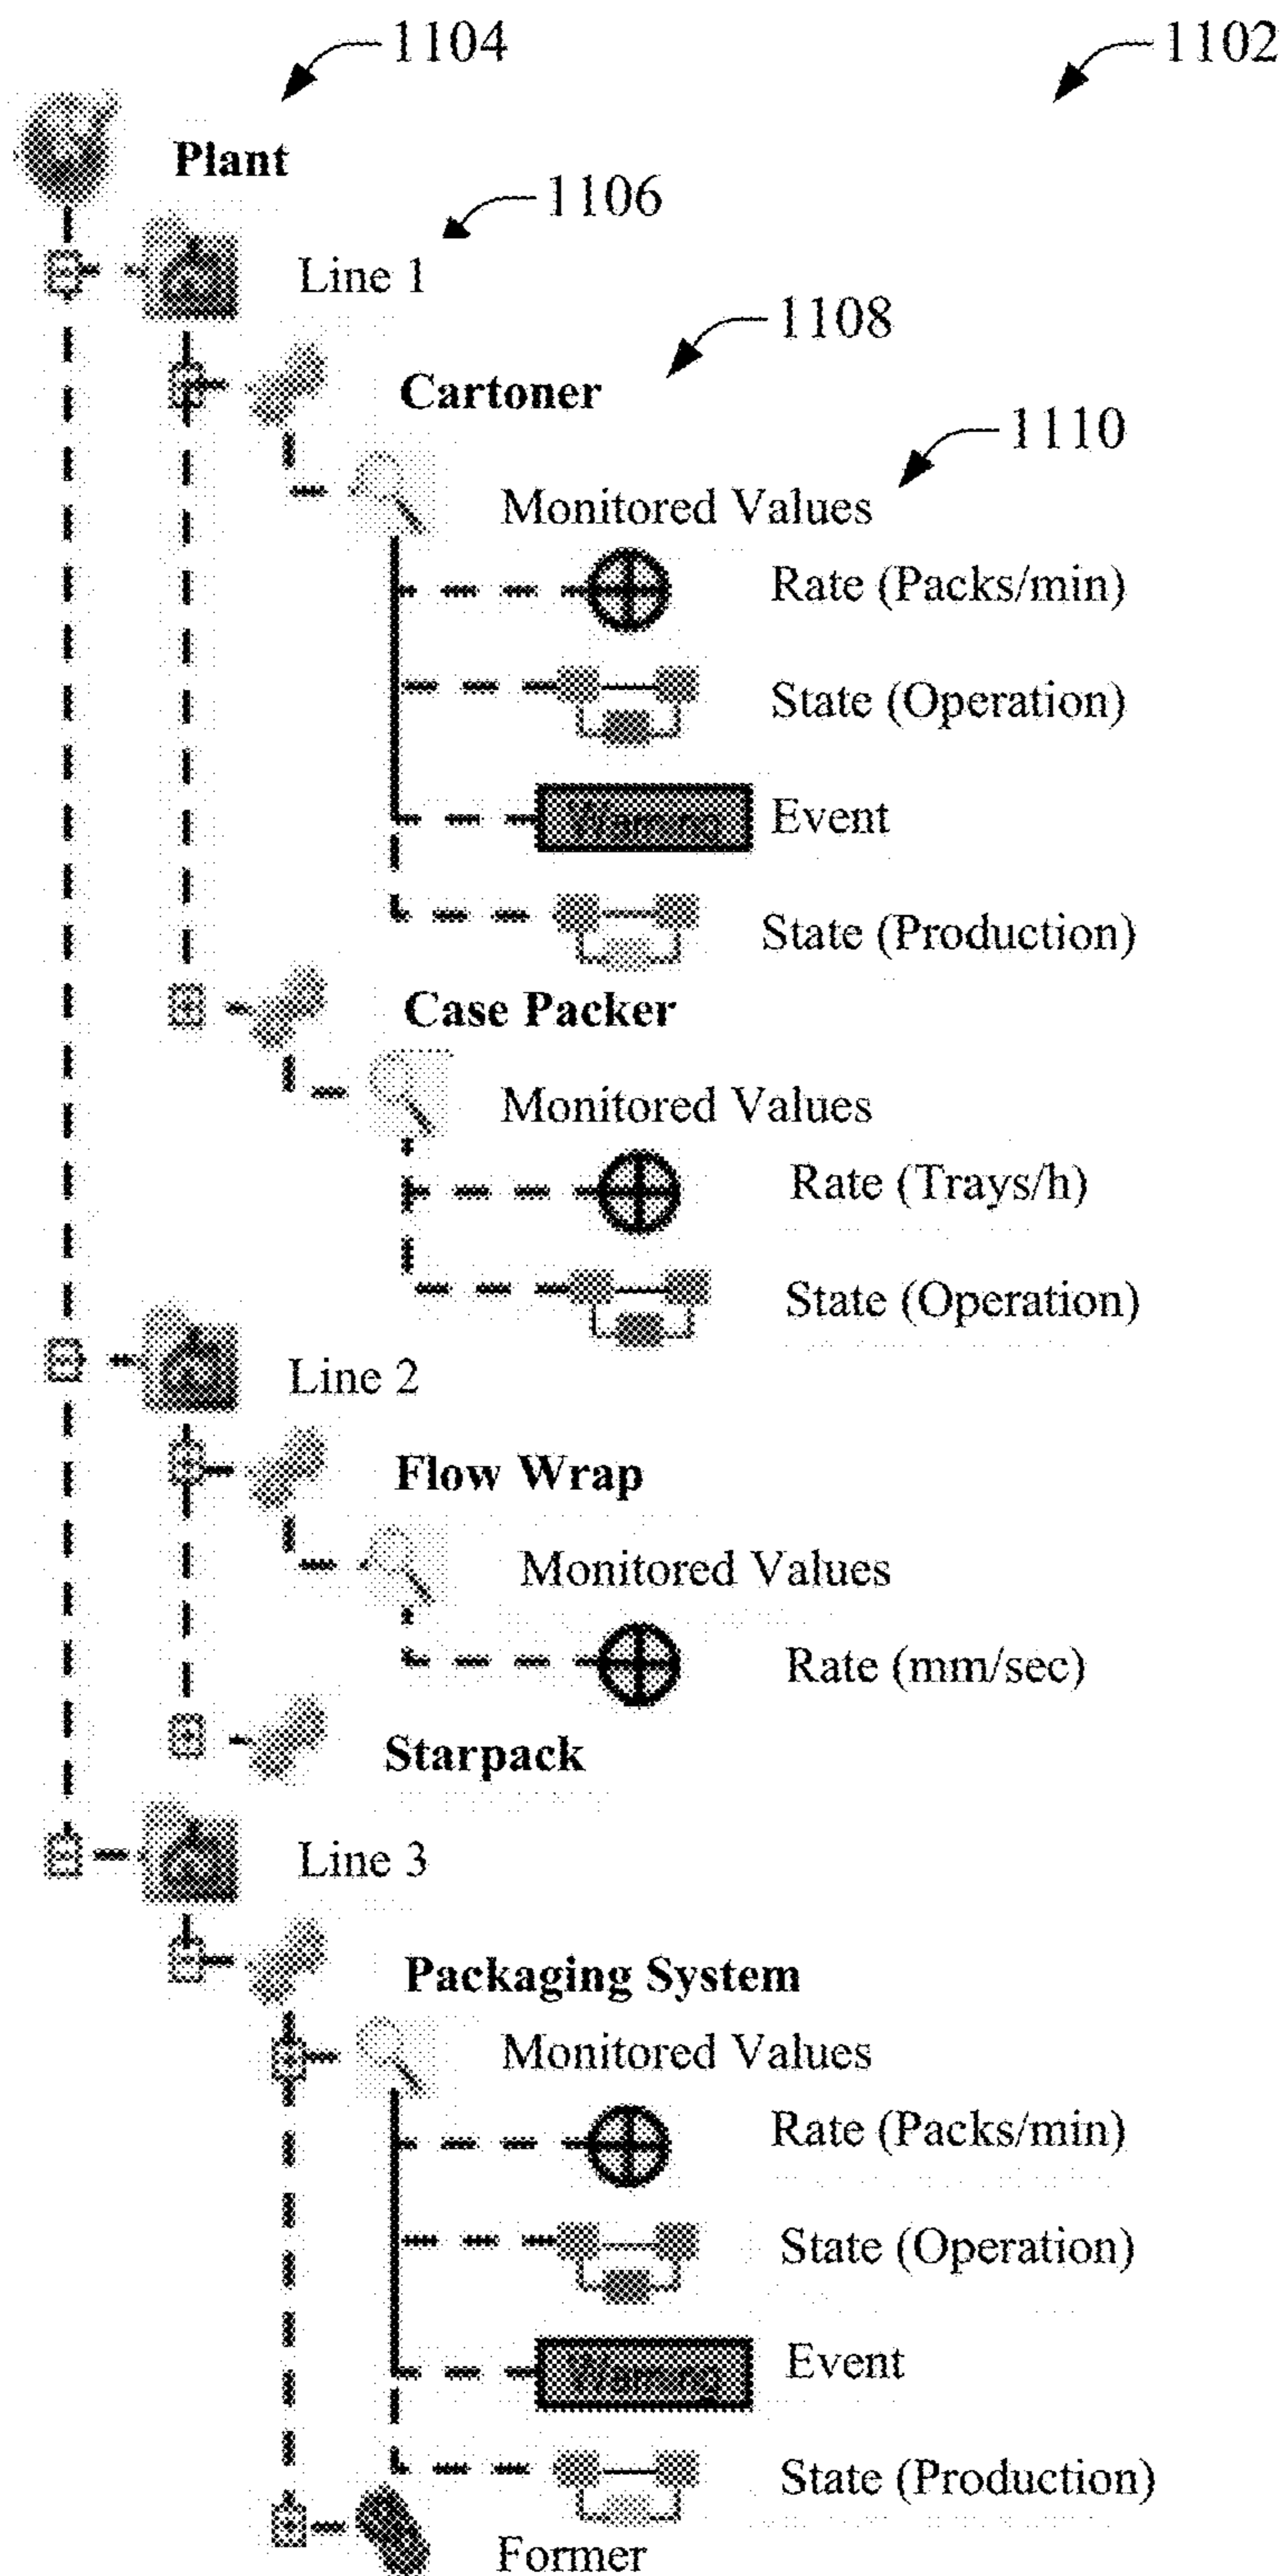 1104
1102
Plant
1106
Line 1
1108
Cartoner
1110
Monitored Values
Rate (Packs/min)
State (Operation)
Warning Event
State (Production)
Case Packer
Monitored Values
Rate (Trays/h)
State (Operation)
Line 2
Flow Wrap
Monitored Values
Rate (mm/sec)
Starpack
Line 3
Packaging System
Monitored Values
Rate (Packs/min)
State (Operation)
Warning Event
State (Production)
Former